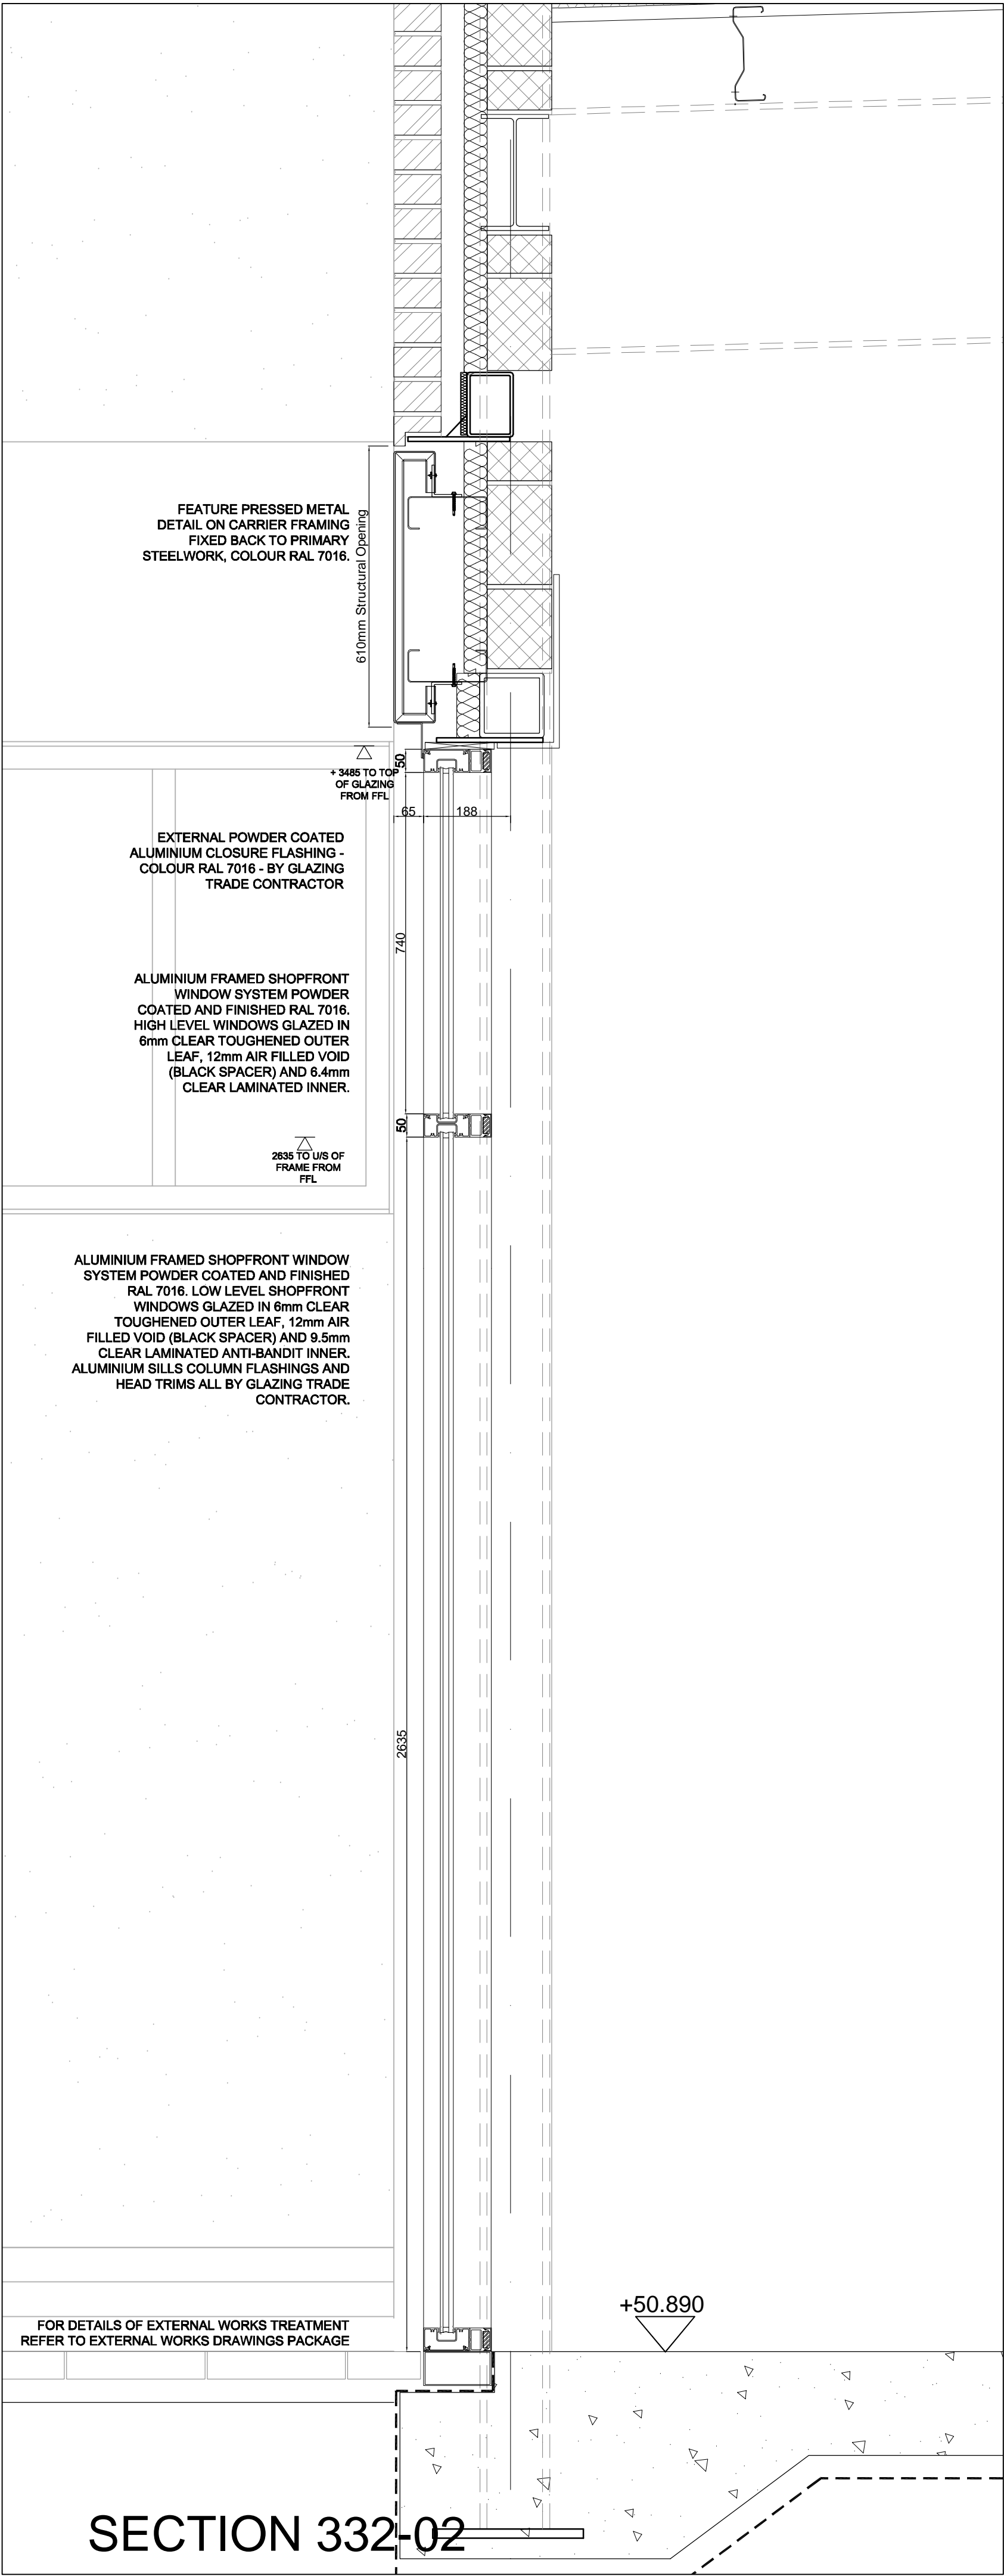 FEATURE PRESSED METAL
DETAIL ON CARRIER FRAMING
FIXED BACK TO PRIMARY
STEELWORK, COLOUR RAL 7016.
610mm Structural Opening
50
+ 3485 TO TOP
OF GLAZING
FROM FFL
65
188
EXTERNAL POWDER COATED
ALUMINIUM CLOSURE FLASHING -
COLOUR RAL 7016 - BY GLAZING
TRADE CONTRACTOR
740
ALUMINIUM FRAMED SHOPFRONT
WINDOW SYSTEM POWDER
COATED AND FINISHED RAL 7016.
HIGH LEVEL WINDOWS GLAZED IN
6mm CLEAR TOUGHENED OUTER
LEAF, 12mm AIR FILLED VOID
(BLACK SPACER) AND 6.4mm
CLEAR LAMINATED INNER.
50
2635 TO U/S OF
FRAME FROM
FFL
ALUMINIUM FRAMED SHOPFRONT WINDOW
SYSTEM POWDER COATED AND FINISHED
RAL 7016. LOW LEVEL SHOPFRONT
WINDOWS GLAZED IN 6mm CLEAR
TOUGHENED OUTER LEAF, 12mm AIR
FILLED VOID (BLACK SPACER) AND 9.5mm
CLEAR LAMINATED ANTI-BANDIT INNER.
ALUMINIUM SILLS COLUMN FLASHINGS AND
HEAD TRIMS ALL BY GLAZING TRADE
CONTRACTOR.
2635
+50.890
FOR DETAILS OF EXTERNAL WORKS TREATMENT
REFER TO EXTERNAL WORKS DRAWINGS PACKAGE
SECTION 332-02